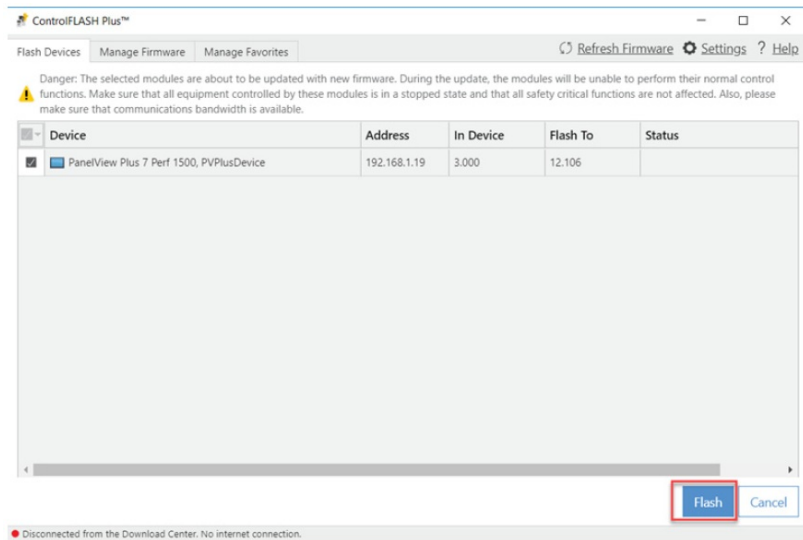 ControlFLASH Plus™
Flash Devices Manage Firmware Manage Favorites Refresh Firmware Settings ? Help
Danger: The selected modules are about to be updated with new firmware. During the update, the modules will be unable to perform their normal control
functions. Make sure that all equipment controlled by these modules is in a stopped state and that all safety critical functions are not affected. Also, please
make sure that communications bandwidth is available.
Device Address In Device Flash To Status
PanelView Plus 7 Perf 1500, PVPlusDevice 192.168.1.19 3.000 12.106
Flash Cancel
Disconnected from the Download Center. No internet connection.